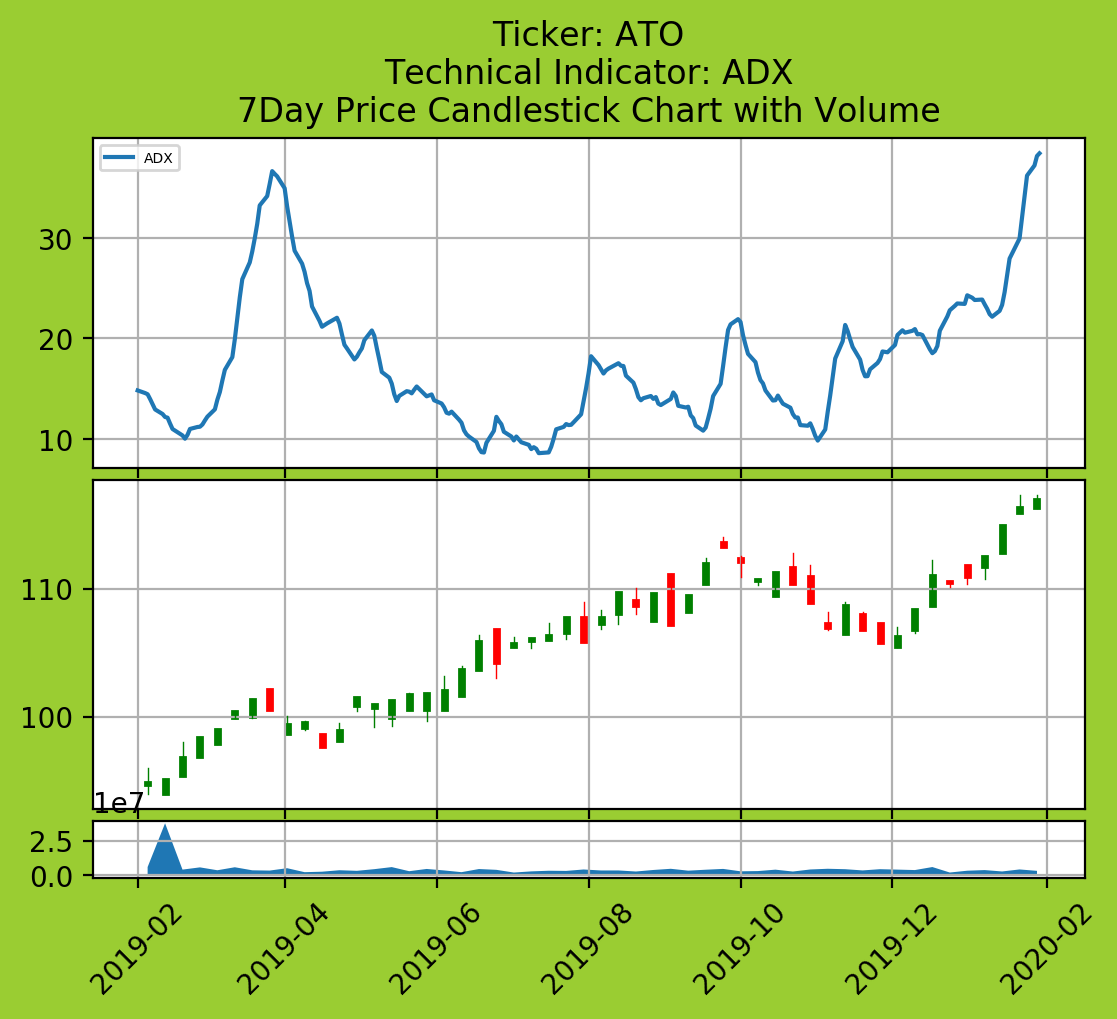 Ticker: ATO
Technical Indicator: ADX
7Day Price Candlestick Chart with Volume
ADX
30
20
10
110
100
1e7
2.5
0.0
2019-02
2019-04
2019-06
2019-08
2019-10
2019-12
2020-02